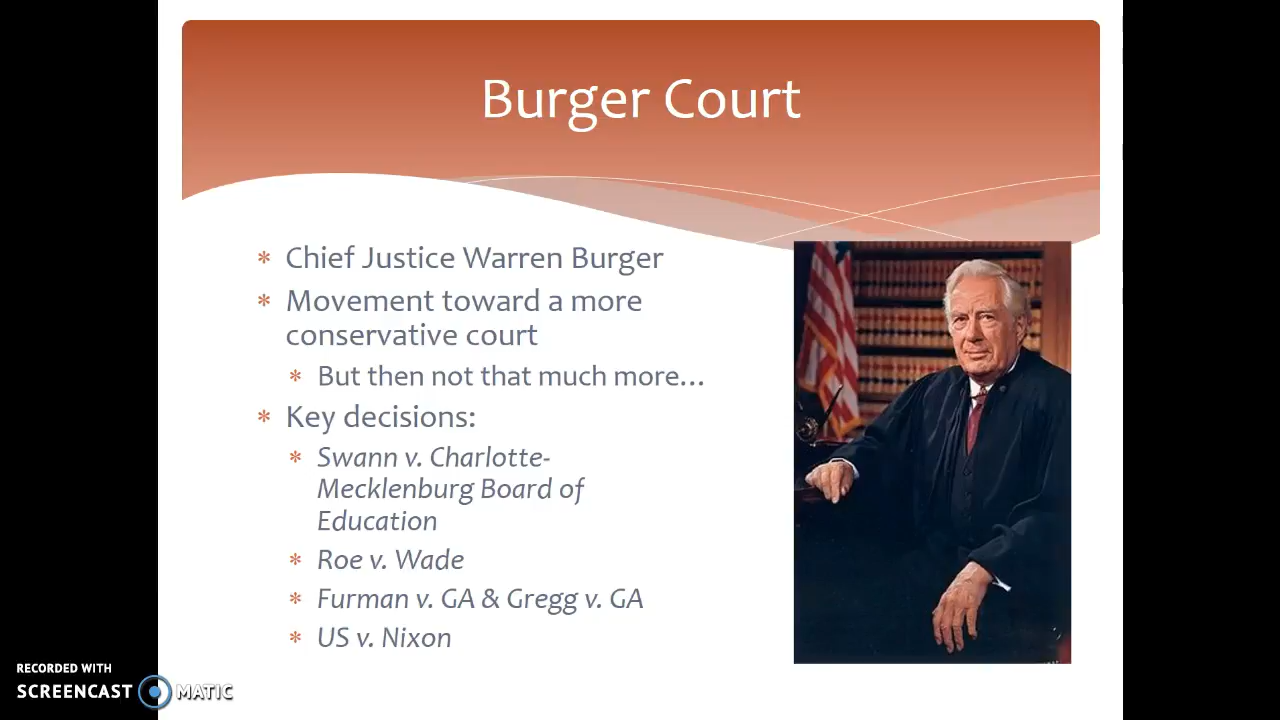 Burger Court
* Chief Justice Warren Burger
* Movement toward a more
conservative court
* But then not that much more...
* Key decisions:
* Swann v. Charlotte-
Mecklenburg Board of
Education
* Roe v. Wade
* Furman v. GA & Gregg v. GA
* US v. Nixon
RECORDED WITH
SCREENCAST MATIC